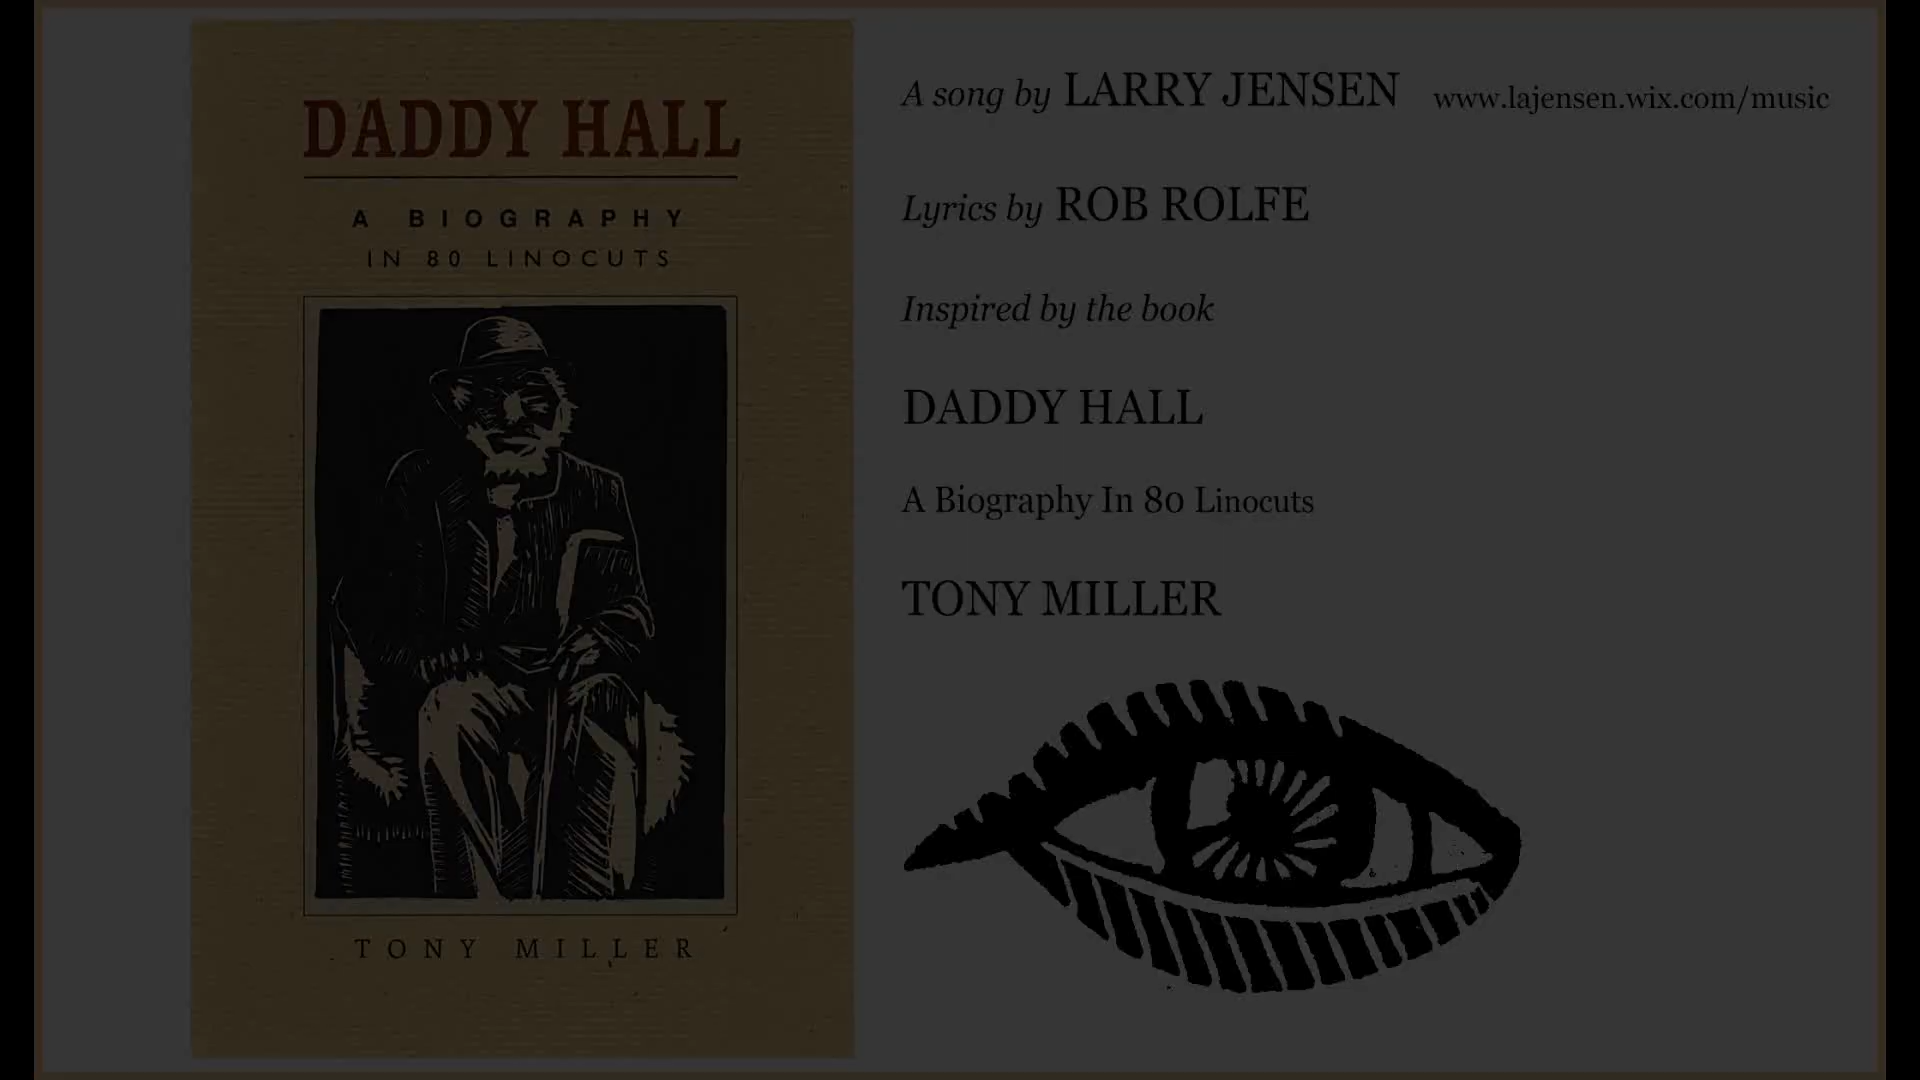 DADDY HALL
A BIOGRAPHY
IN 80 LINOCUTS
TONY MILLER
A song by LARRY JENSEN www.lajensen.wix.com/music
Lyrics by ROB ROLFE
Inspired by the book
DADDY HALL
A Biography In 80 Linocuts
TONY MILLER